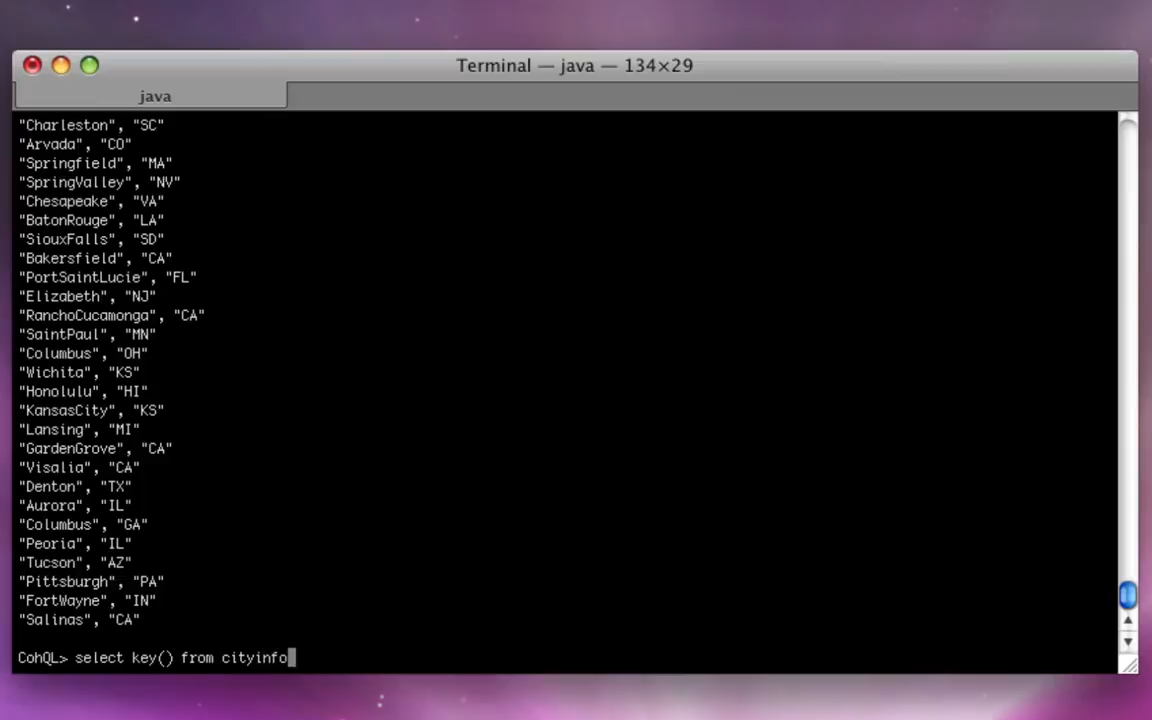 Terminal — java — 134×29
java
"Charleston", "SC"
"Arvada", "CO"
"Springfield", "MA"
"SpringValley", "NV"
"Chesapeake", "VA"
"BatonRouge", "LA"
"SiouxFalls", "SD"
"Bakersfield", "CA"
"PortSaintLucie", "FL"
"Elizabeth", "NJ"
"RanchoCucamonga", "CA"
"SaintPaul", "MN"
"Columbus", "OH"
"Wichita", "KS"
"Honolulu", "HI"
"KansasCity", "KS"
"Lansing", "MI"
"GardenGrove", "CA"
"Visalia", "CA"
"Denton", "TX"
"Aurora", "IL"
"Columbus", "GA"
"Peoria", "IL"
"Tucson", "AZ"
"Pittsburgh", "PA"
"FortWayne", "IN"
"Salinas", "CA"
CohQL> select key() from cityinfo